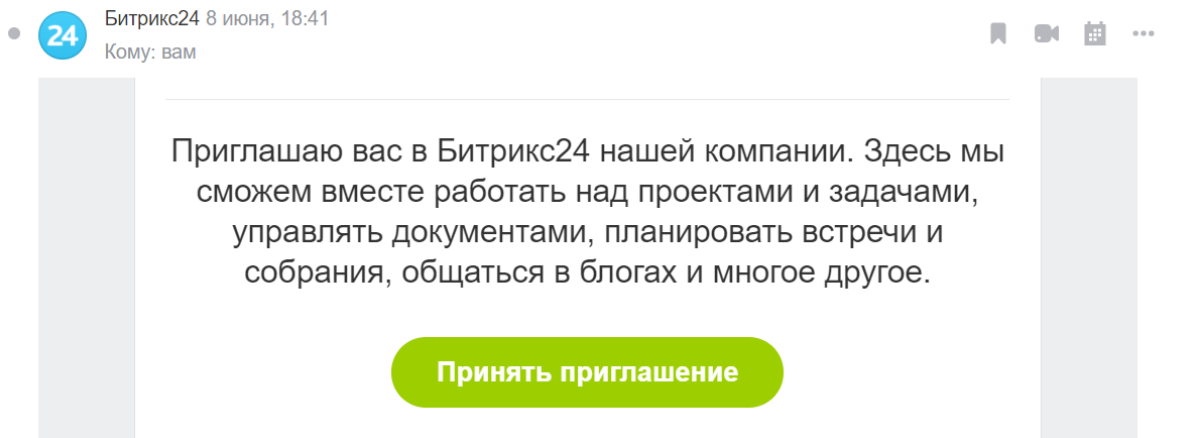 24
Битрикс24 8 июня, 18:41
Кому: вам
Приглашаю вас в Битрикс24 нашей компании. Здесь мы
сможем вместе работать над проектами и задачами,
управлять документами, планировать встречи и
собрания, общаться в блогах и многое другое.
Принять приглашение